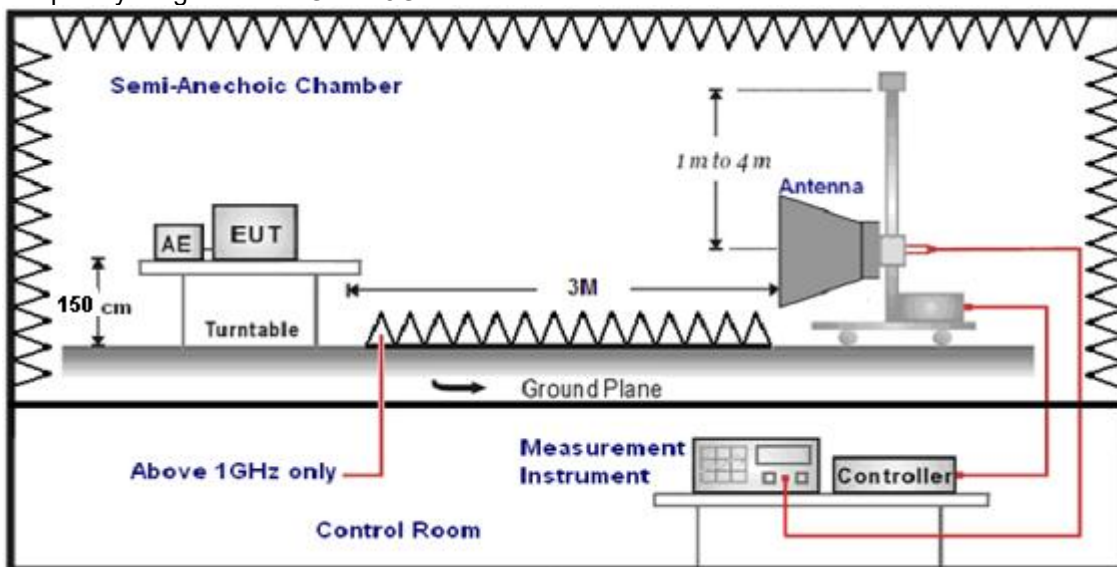 Semi-Anechoic Chamber
1 m to 4 m
Antenna
AE
EUT
150 cm
3M
Turntable
Ground Plane
Above 1GHz only
Measurement
Instrument
Controller
Control Room